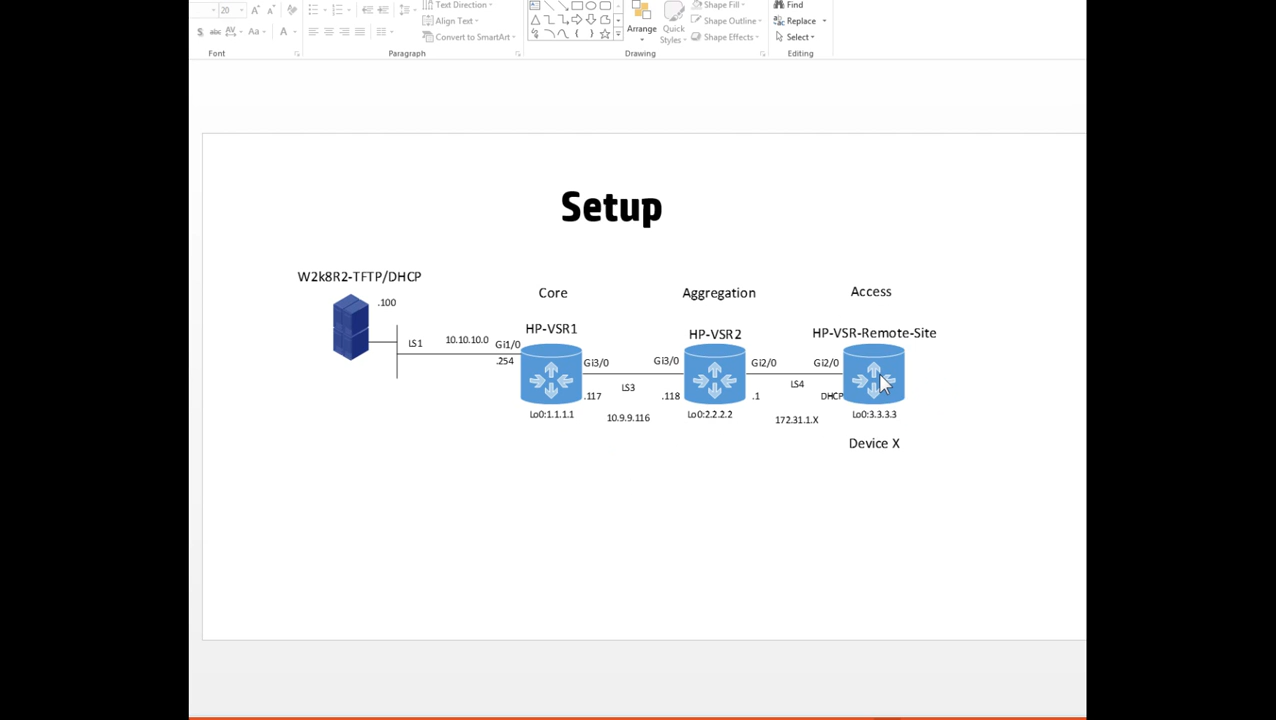 20
Text Direction
Find
Shape Fill
Align Text
Shape Outline
Replace
Aa
A
Convert to SmartArt
Arrange
Quick
Styles
Shape Effects
Select
Font
Paragraph
Drawing
Editing
Setup
W2k8R2-TFTP/DHCP
.100
Core
Aggregation
Access
HP-VSR1
HP-VSR2
HP-VSR-Remote-Site
LS1
10.10.10.0
Gi1/0
.254
Gi3/0
Gi3/0
Gi2/0
Gi2/0
LS3
LS4
.117
.118
.1
DHCP
Lo0:1.1.1.1
10.9.9.116
Lo0:2.2.2.2
172.31.1.X
Lo0:3.3.3.3
Device X